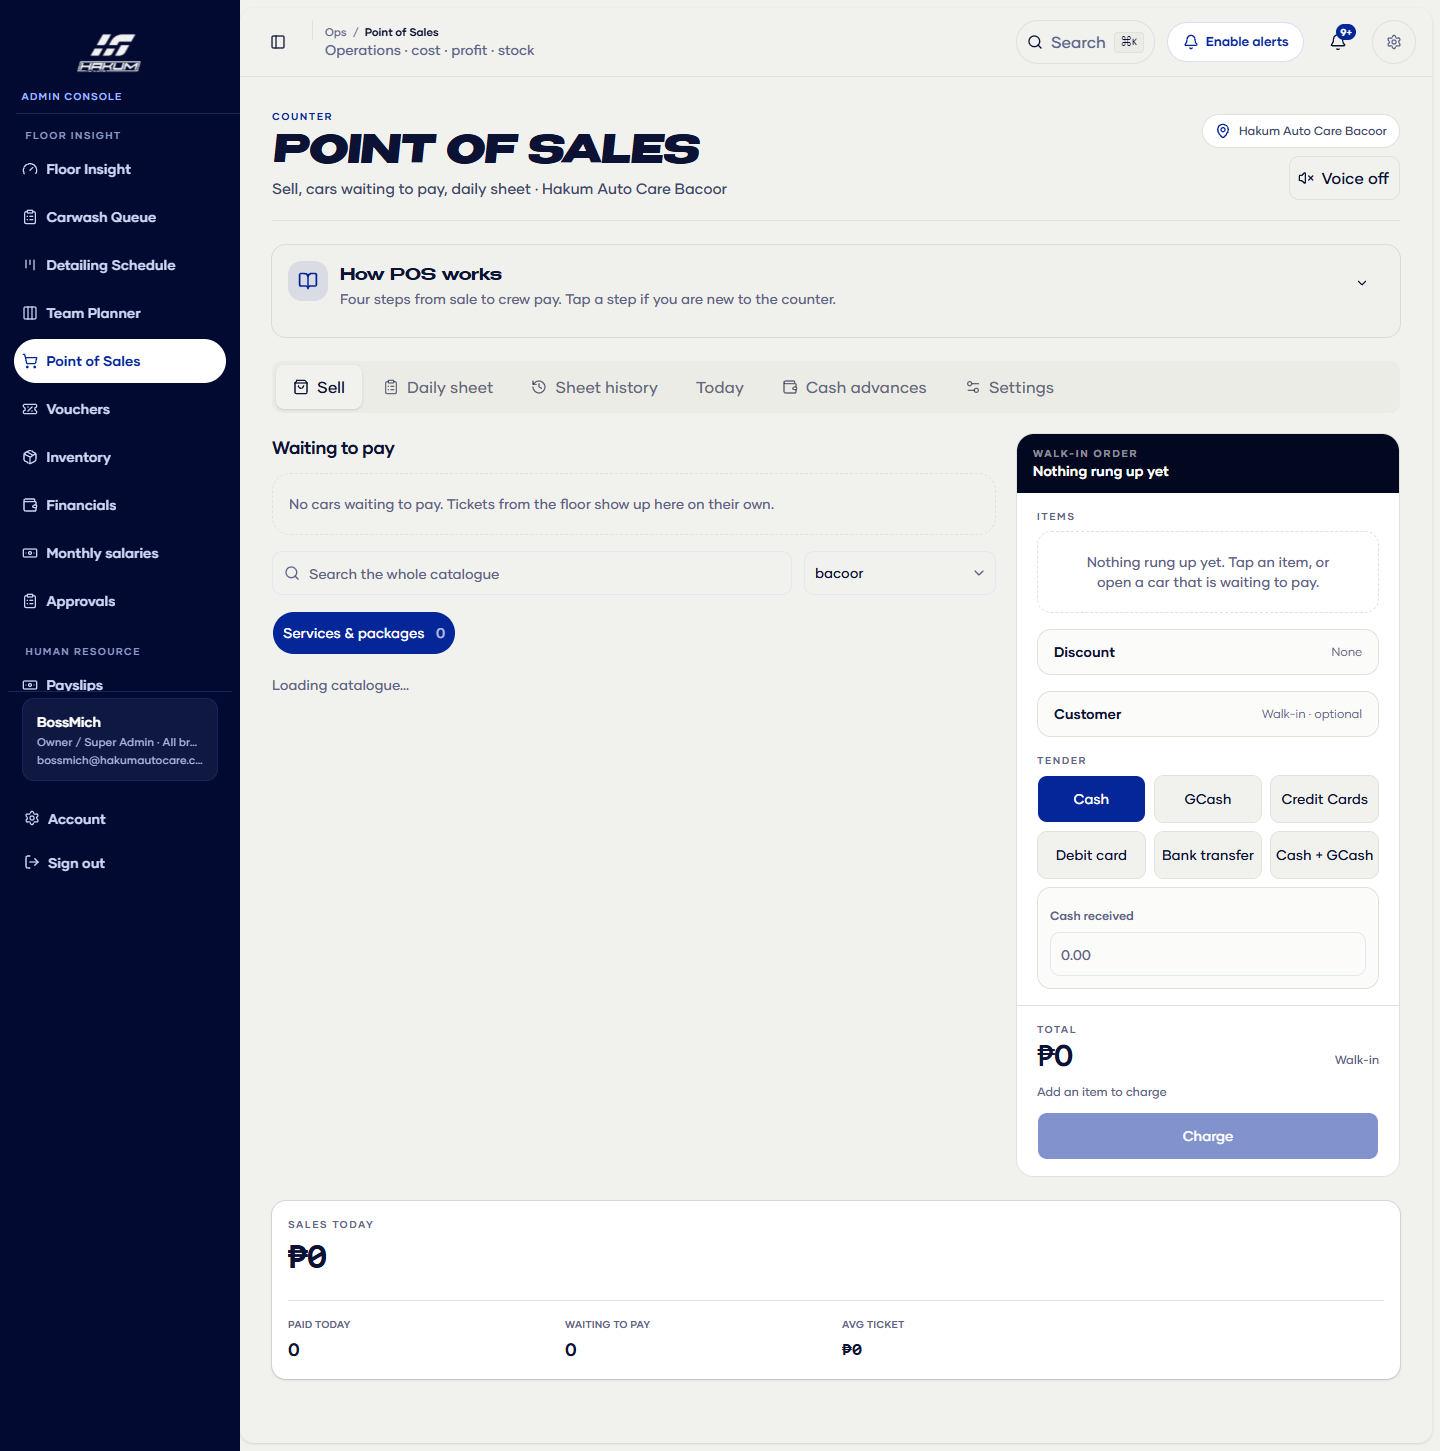 HAKUM
ADMIN CONSOLE
FLOOR INSIGHT
Floor Insight
Carwash Queue
Detailing Schedule
Team Planner
Point of Sales
Vouchers
Inventory
Financials
Monthly salaries
Approvals
HUMAN RESOURCE
Payslips
BossMich
Owner / Super Admin · All br...
bossmich@hakumautocare.c...
Account
Sign out
Ops / Point of Sales
Operations · cost · profit · stock
Search ⌘K
Enable alerts
9+
COUNTER
POINT OF SALES
Sell, cars waiting to pay, daily sheet · Hakum Auto Care Bacoor
Hakum Auto Care Bacoor
Voice off
How POS works
Four steps from sale to crew pay. Tap a step if you are new to the counter.
Sell
Daily sheet
Sheet history
Today
Cash advances
Settings
Waiting to pay
No cars waiting to pay. Tickets from the floor show up here on their own.
Search the whole catalogue
bacoor
Services & packages 0
Loading catalogue...
WALK-IN ORDER
Nothing rung up yet
ITEMS
Nothing rung up yet. Tap an item, or
open a car that is waiting to pay.
Discount None
Customer Walk-in · optional
TENDER
Cash
GCash
Credit Cards
Debit card
Bank transfer
Cash + GCash
Cash received
0.00
TOTAL
₱0
Walk-in
Add an item to charge
Charge
SALES TODAY
₱0
PAID TODAY
0
WAITING TO PAY
0
AVG TICKET
₱0